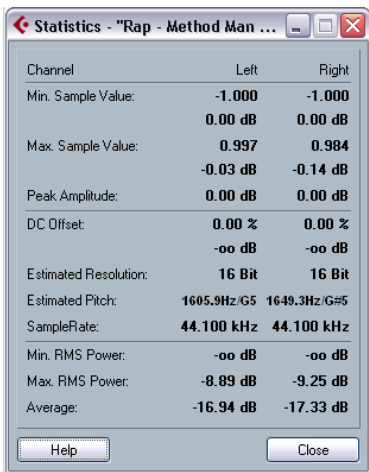 Statistics - "Rap - Method Man ...
Channel Left Right
Min. Sample Value: -1.000 -1.000
0.00 dB 0.00 dB
Max. Sample Value: 0.997 0.984
-0.03 dB -0.14 dB
Peak Amplitude: 0.00 dB 0.00 dB
DC Offset: 0.00 % 0.00 %
-oo dB -oo dB
Estimated Resolution: 16 Bit 16 Bit
Estimated Pitch: 1605.9Hz/G5 1649.3Hz/G#5
SampleRate: 44.100 kHz 44.100 kHz
Min. RMS Power: -oo dB -oo dB
Max. RMS Power: -8.89 dB -9.25 dB
Average: -16.94 dB -17.33 dB
Help Close